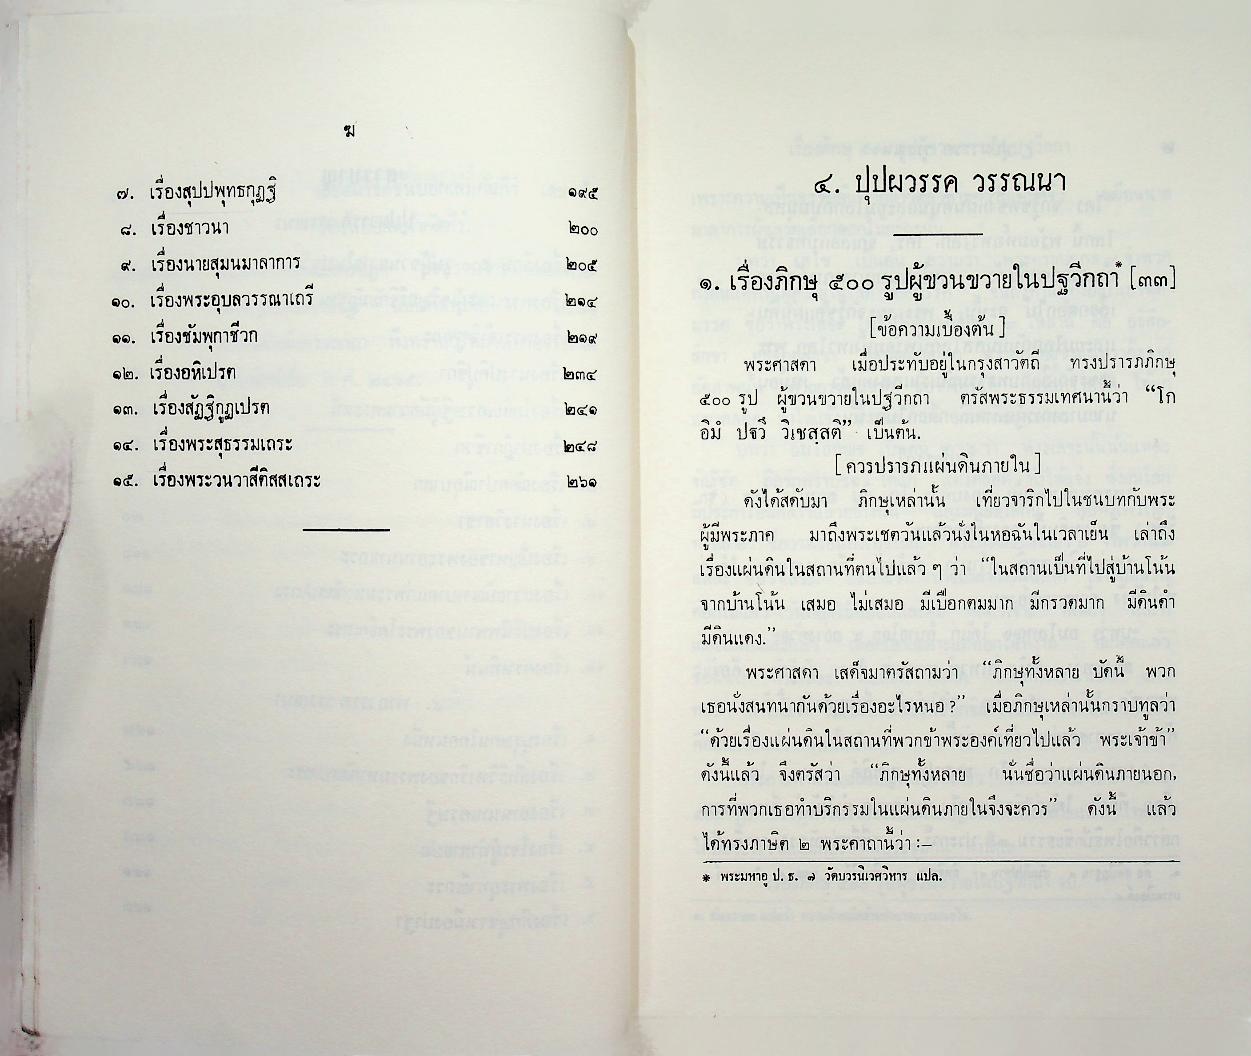 ฆ
๗. เรื่องสุปปพุทธกุฏฐิ ๑๙๕
๘. เรื่องชาวนา ๒๐๐
๙. เรื่องนายสุมนมาลาการ ๒๐๕
๑๐. เรื่องพระอุบลวรรณาเถรี ๒๑๔
๑๑. เรื่องชัมพุกาชีวก ๒๑๙
๑๒. เรื่องอหิเปรต ๒๓๔
๑๓. เรื่องสัฏฐิกูฏเปรต ๒๔๑
๑๔. เรื่องพระสุธรรมเถระ ๒๔๘
๑๕. เรื่องพระวนวาสีติสสเถระ ๒๖๑
๔. ปุปผวรรค วรรณนา
๑. เรื่องภิกษุ ๕๐๐ รูปผู้ขวนขวายในปฐวีกถา* [๓๓]
[ข้อความเบื้องต้น]
พระศาสดา เมื่อประทับอยู่ในกรุงสาวัตถี ทรงปรารภภิกษุ
๕๐๐ รูป ผู้ขวนขวายในปฐวีกถา ตรัสพระธรรมเทศนานี้ว่า “โก
อิมํ ปฐวึ วิเชสฺสติ” เป็นต้น.
[ควรปรารภแผ่นดินภายใน]
ดังได้สดับมา ภิกษุเหล่านั้น เที่ยวจาริกไปในชนบทกับพระ
ผู้มีพระภาค มาถึงพระเชตวันแล้วนั่งในหอฉันในเวลาเย็น เล่าถึง
เรื่องแผ่นดินในสถานที่ตนไปแล้ว ๆ ว่า “ในสถานเป็นที่ไปสู่บ้านโน้น
จากบ้านโน้น เสมอ ไม่เสมอ มีเปือกตมมาก มีกรวดมาก มีดินดำ
มีดินแดง.”
พระศาสดา เสด็จมาตรัสถามว่า “ภิกษุทั้งหลาย บัดนี้ พวก
เธอนั่งสนทนากันด้วยเรื่องอะไรหนอ ?” เมื่อภิกษุเหล่านั้นกราบทูลว่า
“ด้วยเรื่องแผ่นดินในสถานที่พวกข้าพระองค์เที่ยวไปแล้ว พระเจ้าข้า”
ดังนี้แล้ว จึงตรัสว่า “ภิกษุทั้งหลาย นั่นชื่อว่าแผ่นดินภายนอก,
การที่พวกเธอทำบริกรรมในแผ่นดินภายในจึงจะควร” ดังนี้ แล้ว
ได้ทรงภาษิต ๒ พระคาถานี้ว่า :–
* พระมหาอู ป. ธ. ๗ วัดบวรนิเวศวิหาร แปล.